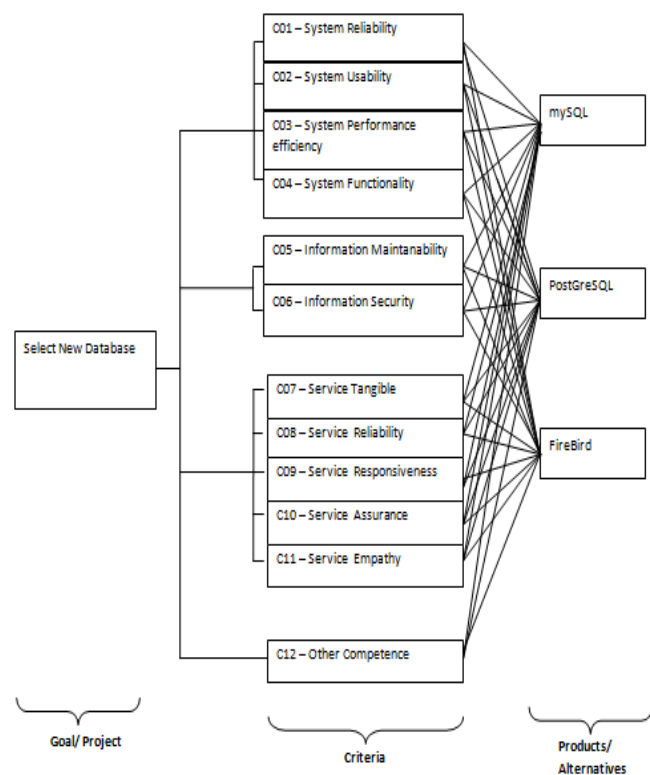 Select New Database
C01 – System Reliability
C02 – System Usability
C03 – System Performance
efficiency
C04 – System Functionality
C05 – Information Maintanability
C06 – Information Security
C07 – Service Tangible
C08 – Service Reliability
C09 – Service Responsiveness
C10 – Service Assurance
C11 – Service Empathy
C12 – Other Competence
mySQL
PostGreSQL
FireBird
Goal/ Project
Criteria
Products/
Alternatives